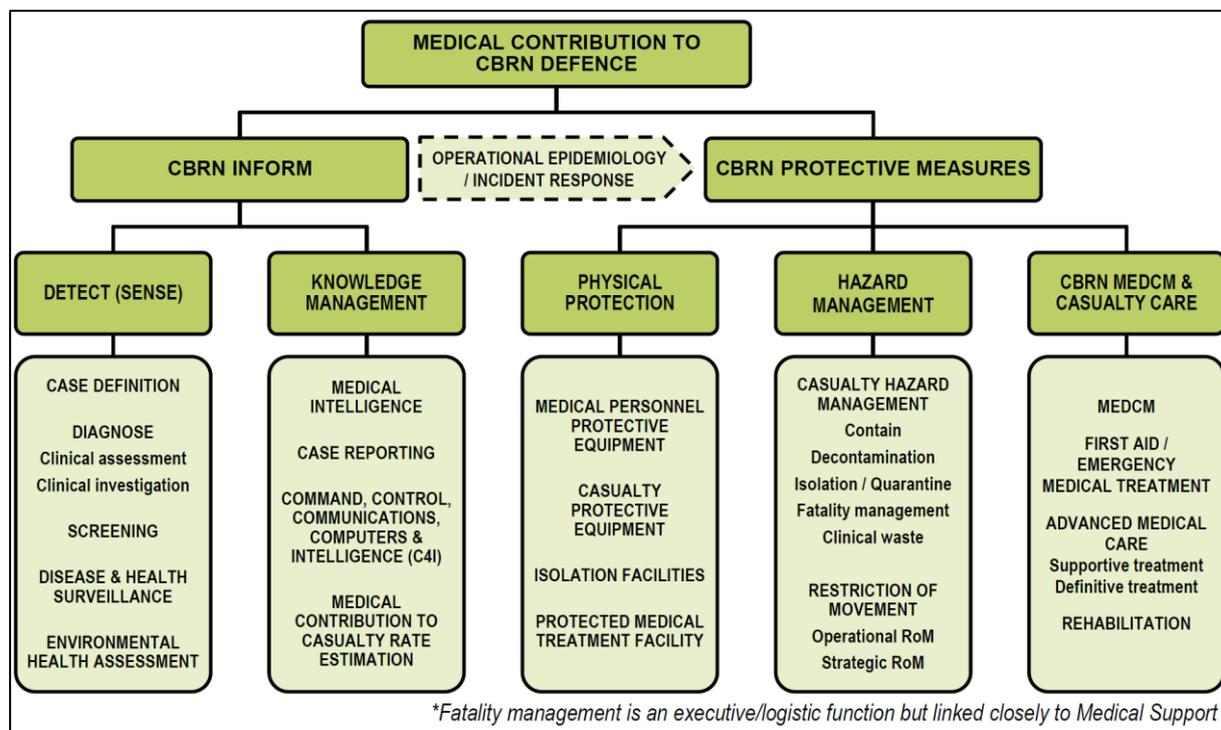 MEDICAL CONTRIBUTION TO
CBRN DEFENCE
CBRN INFORM
OPERATIONAL EPIDEMIOLOGY
/ INCIDENT RESPONSE
CBRN PROTECTIVE MEASURES
DETECT (SENSE)
KNOWLEDGE
MANAGEMENT
PHYSICAL
PROTECTION
HAZARD
MANAGEMENT
CBRN MEDCM &
CASUALTY CARE
CASE DEFINITION
DIAGNOSE
Clinical assessment
Clinical investigation
SCREENING
DISEASE & HEALTH
SURVEILLANCE
ENVIRONMENTAL
HEALTH ASSESSMENT
MEDICAL
INTELLIGENCE
CASE REPORTING
COMMAND, CONTROL,
COMMUNICATIONS,
COMPUTERS &
INTELLIGENCE (C4I)
MEDICAL
CONTRIBUTION TO
CASUALTY RATE
ESTIMATION
MEDICAL PERSONNEL
PROTECTIVE
EQUIPMENT
CASUALTY
PROTECTIVE
EQUIPMENT
ISOLATION FACILITIES
PROTECTED MEDICAL
TREATMENT FACILITY
CASUALTY HAZARD
MANAGEMENT
Contain
Decontamination
Isolation / Quarantine
Fatality management
Clinical waste
RESTRICTION OF
MOVEMENT
Operational RoM
Strategic RoM
MEDCM
FIRST AID /
EMERGENCY
MEDICAL TREATMENT
ADVANCED MEDICAL
CARE
Supportive treatment
Definitive treatment
REHABILITATION
*Fatality management is an executive/logistic function but linked closely to Medical Support